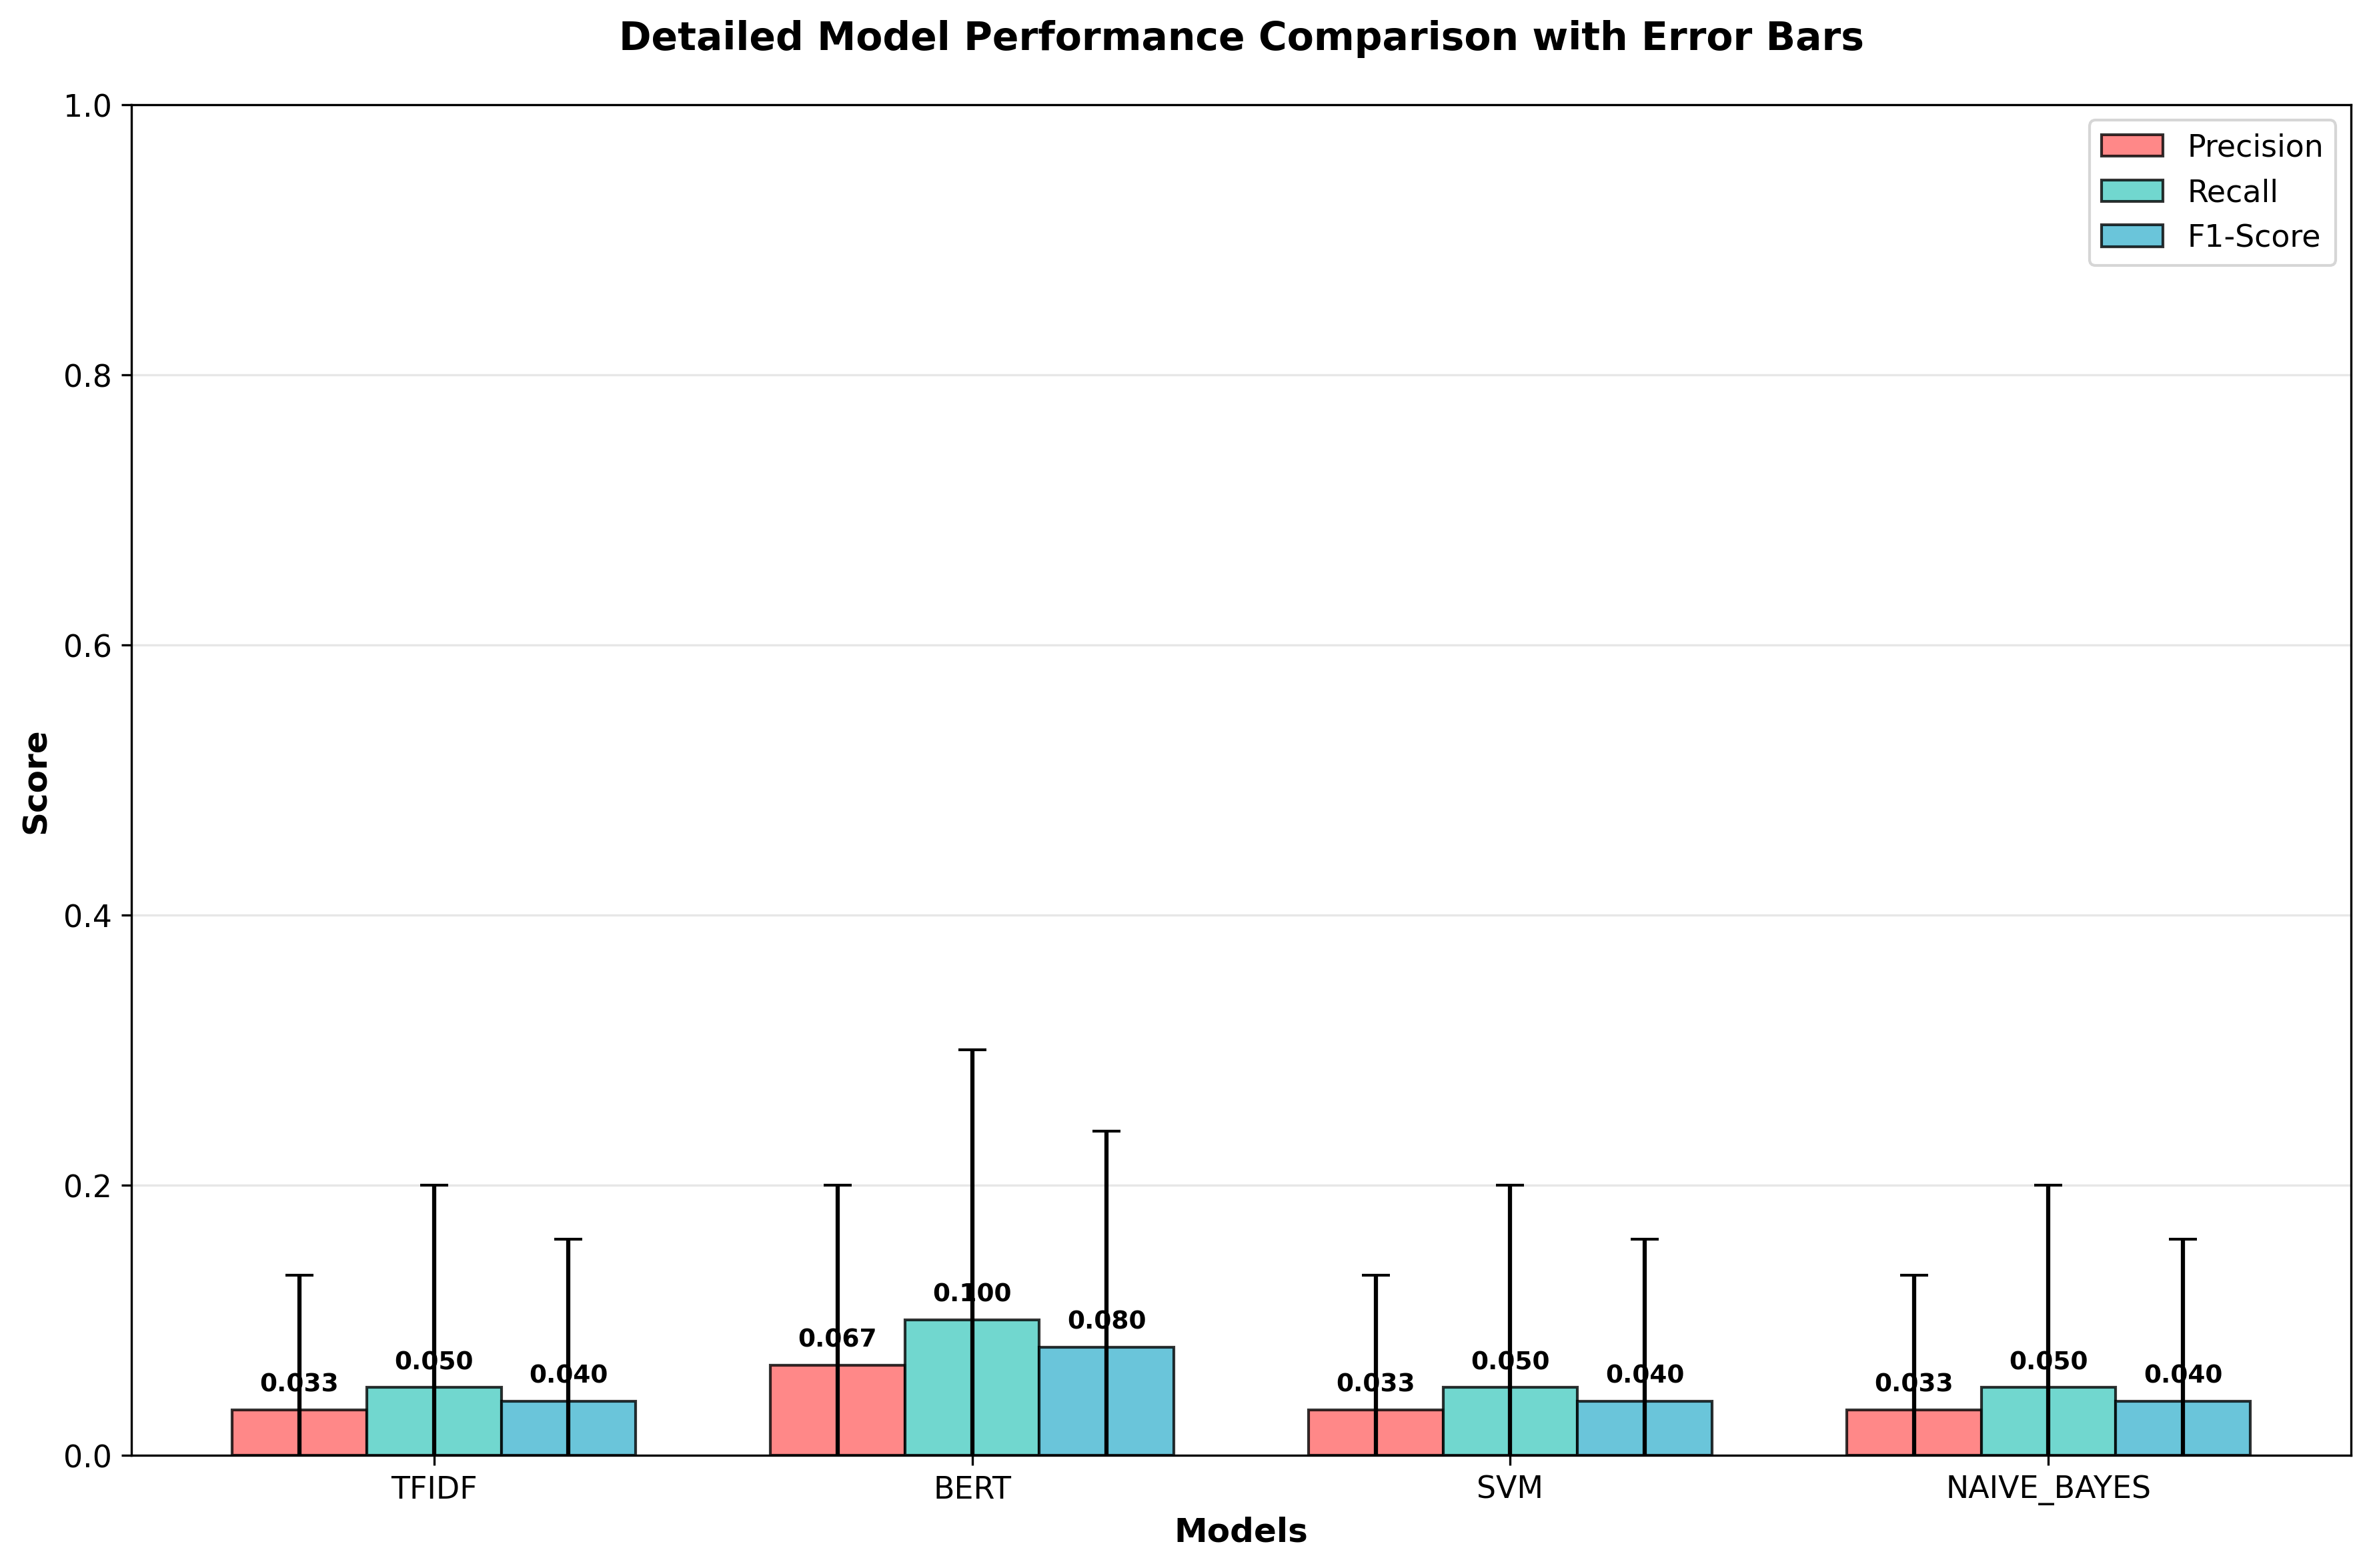 Detailed Model Performance Comparison with Error Bars
1.0
0.8
0.6
0.4
0.2
0.0
Score
Precision
Recall
F1-Score
0.033
0.050
0.040
0.067
0.100
0.080
0.033
0.050
0.040
0.033
0.050
0.040
TFIDF
BERT
SVM
NAIVE_BAYES
Models